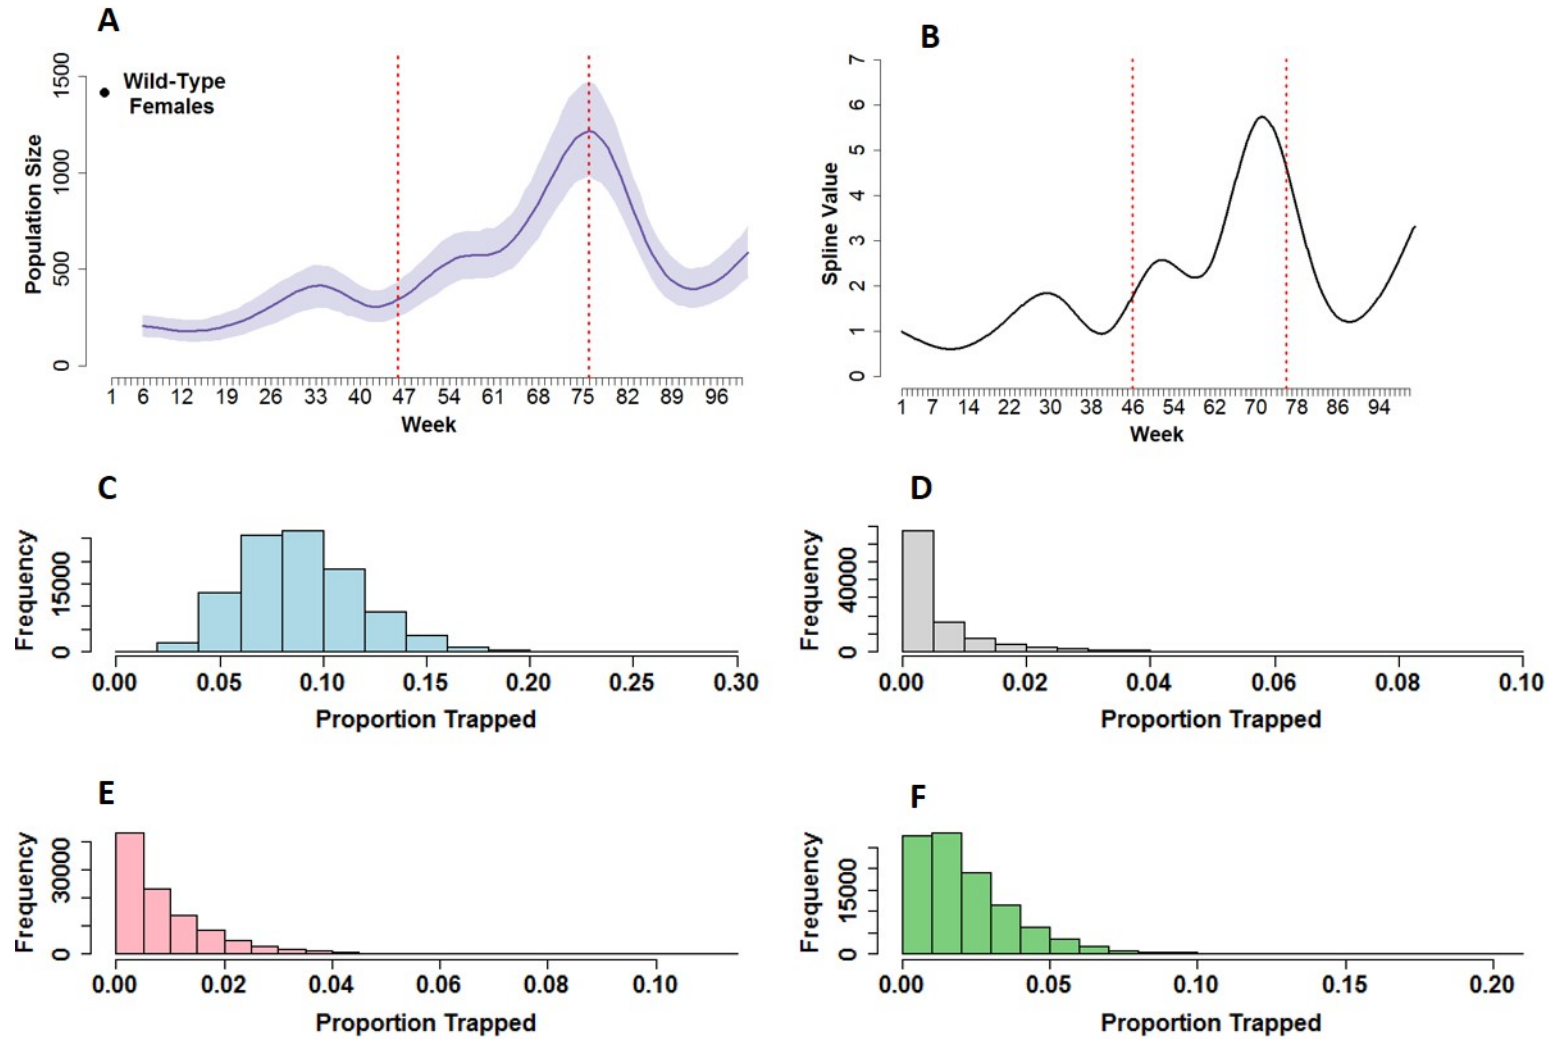 A
Population Size
0 500 1000 1500
Wild-Type
Females
1 6 12 19 26 33 40 47 54 61 68 75 82 89 96
Week
B
Spline Value
0 1 2 3 4 5 6 7
1 7 14 22 30 38 46 54 62 70 78 86 94
Week
C
Frequency
0 15000
0.00 0.05 0.10 0.15 0.20 0.25 0.30
Proportion Trapped
D
Frequency
0 40000
0.00 0.02 0.04 0.06 0.08 0.10
Proportion Trapped
E
Frequency
0 30000
0.00 0.02 0.04 0.06 0.08 0.10
Proportion Trapped
F
Frequency
0 15000
0.00 0.05 0.10 0.15 0.20
Proportion Trapped